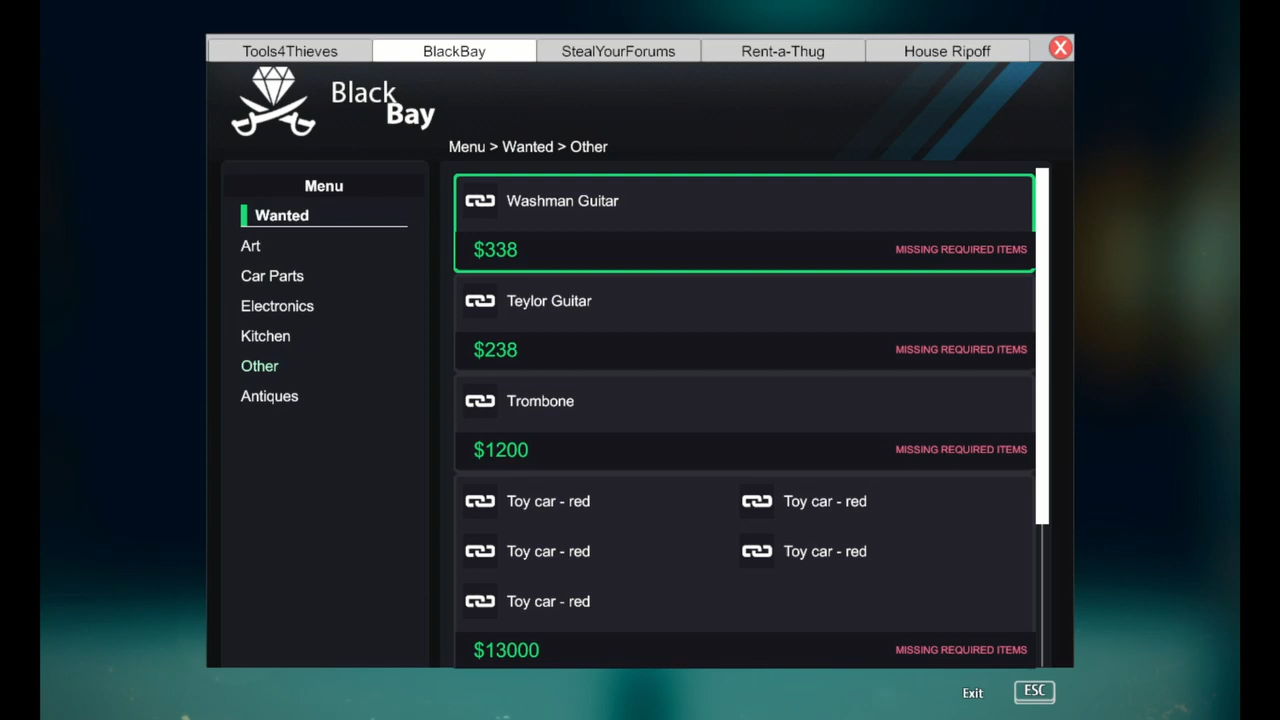 Tools4Thieves BlackBay StealYourForums Rent-a-Thug House Ripoff X
Black
Bay
Menu > Wanted > Other
Menu
Wanted
Art
Car Parts
Electronics
Kitchen
Other
Antiques
Washman Guitar
$338 MISSING REQUIRED ITEMS
Teylor Guitar
$238 MISSING REQUIRED ITEMS
Trombone
$1200 MISSING REQUIRED ITEMS
Toy car - red Toy car - red
Toy car - red Toy car - red
Toy car - red
$13000 MISSING REQUIRED ITEMS
Exit ESC